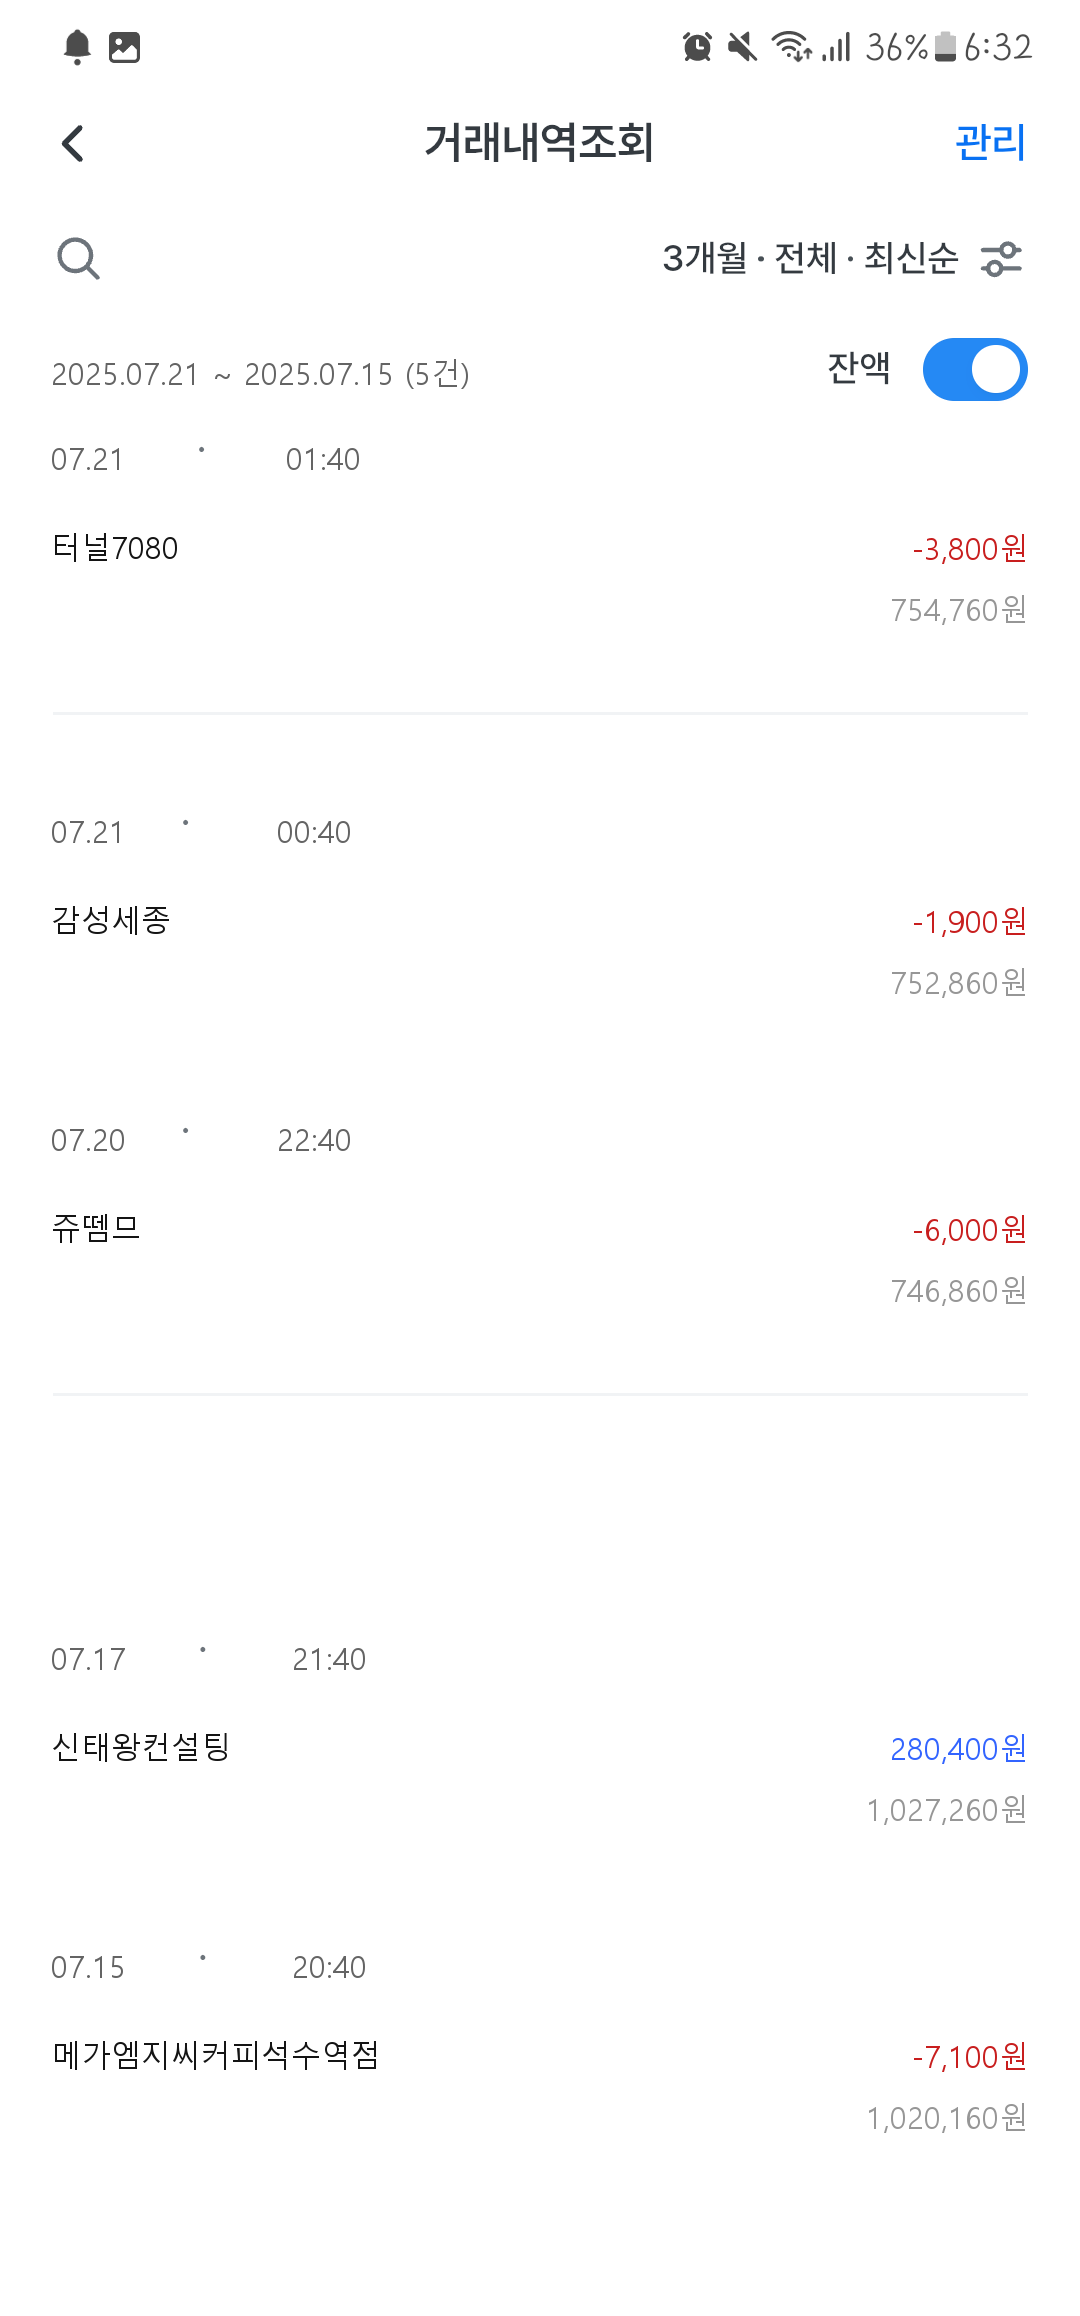 36% 6:32
거래내역조회 관리
3개월 · 전체 · 최신순
2025.07.21 ~ 2025.07.15 (5건) 잔액
07.21 · 01:40
터널7080 -3,800원
754,760원
07.21 · 00:40
감성세종 -1,900원
752,860원
07.20 · 22:40
쥬뗌므 -6,000원
746,860원
07.17 · 21:40
신태왕컨설팅 280,400원
1,027,260원
07.15 · 20:40
메가엠지씨커피석수역점 -7,100원
1,020,160원